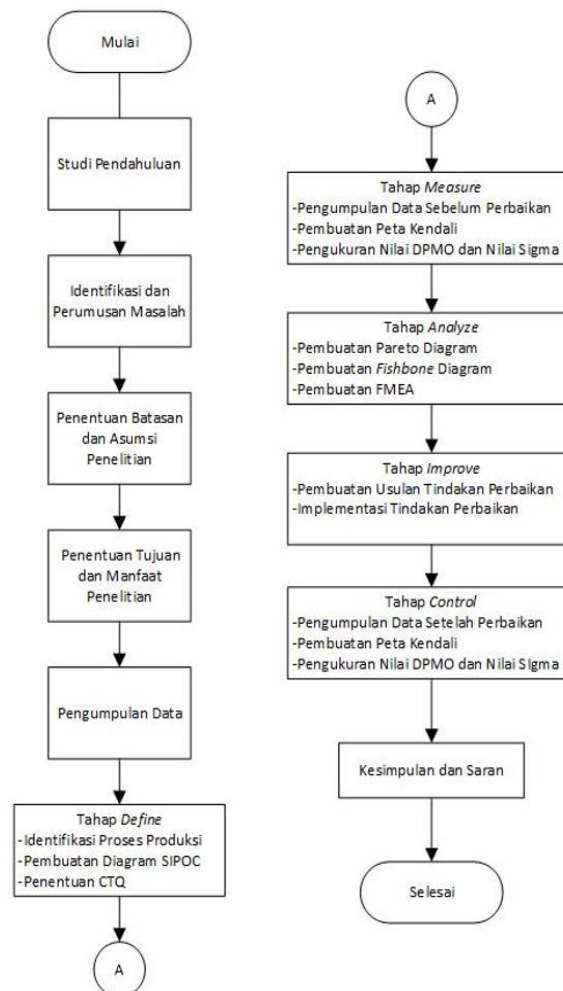 Mulai
Studi Pendahuluan
Identifikasi dan
Perumusan Masalah
Penentuan Batasan
dan Asumsi
Penelitian
Penentuan Tujuan
dan Manfaat
Penelitian
Pengumpulan Data
Tahap Define
-Identifikasi Proses Produksi
-Pembuatan Diagram SIPOC
-Penentuan CTQ
A
A
Tahap Measure
-Pengumpulan Data Sebelum Perbaikan
-Pembuatan Peta Kendali
-Pengukuran Nilai DPMO dan Nilai Sigma
Tahap Analyze
-Pembuatan Pareto Diagram
-Pembuatan Fishbone Diagram
-Pembuatan FMEA
Tahap Improve
-Pembuatan Usulan Tindakan Perbaikan
-Implementasi Tindakan Perbaikan
Tahap Control
-Pengumpulan Data Setelah Perbaikan
-Pembuatan Peta Kendali
-Pengukuran Nilai DPMO dan Nilai SIgma
Kesimpulan dan Saran
Selesai